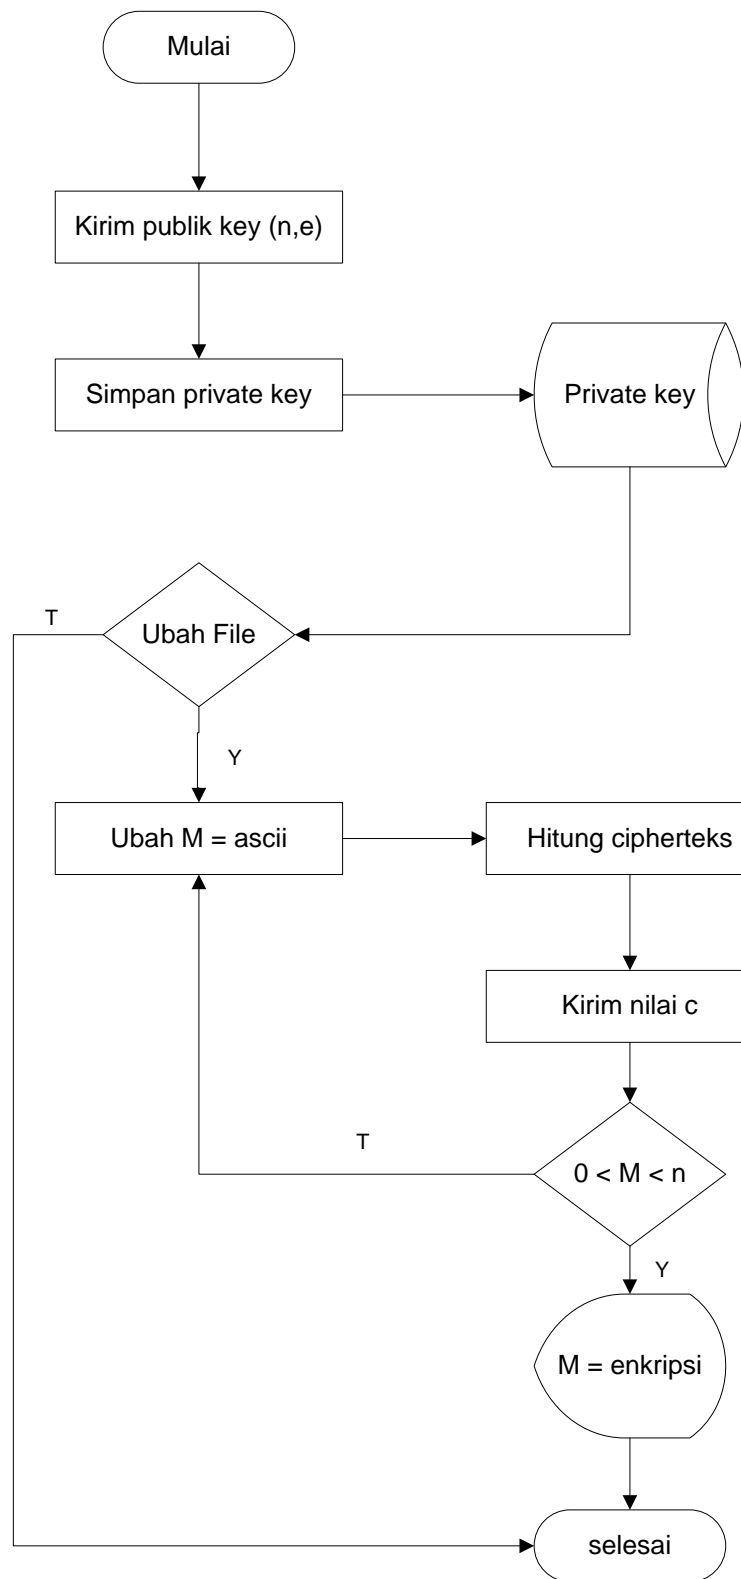 Mulai
Kirim publik key (n,e)
Simpan private key
Private key
T
Ubah File
Y
Ubah M = ascii
Hitung cipherteks
Kirim nilai c
T
0 < M < n
Y
M = enkripsi
selesai